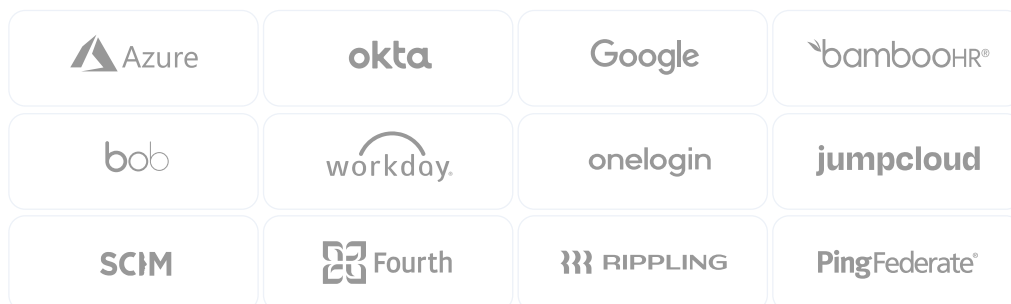 Azure
okta
Google
bambooHR®
bob
workday®
onelogin
jumpcloud
SCIM
Fourth
RIPPLING
PingFederate®